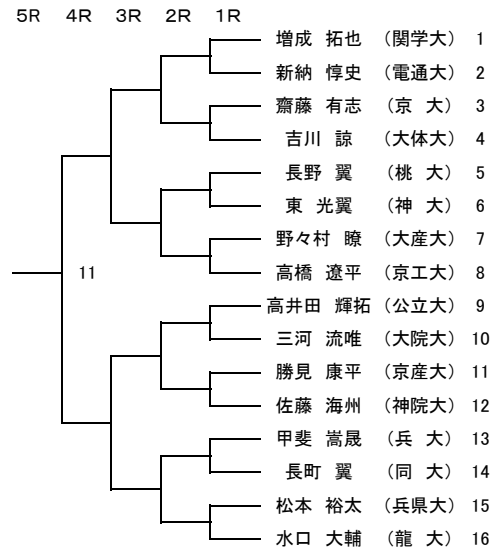 5R 4R 3R 2R 1R
増成 拓也 (関学大) 1
新納 惇史 (電通大) 2
齋藤 有志 (京 大) 3
吉川 諒 (大体大) 4
長野 翼 (桃 大) 5
東 光翼 (神 大) 6
野々村 瞭 (大産大) 7
高橋 遼平 (京工大) 8
11
高井田 輝拓 (公立大) 9
三河 流唯 (大院大) 10
勝見 康平 (京産大) 11
佐藤 海州 (神院大) 12
甲斐 嵩晟 (兵 大) 13
長町 翼 (同 大) 14
松本 裕太 (兵県大) 15
水口 大輔 (龍 大) 16